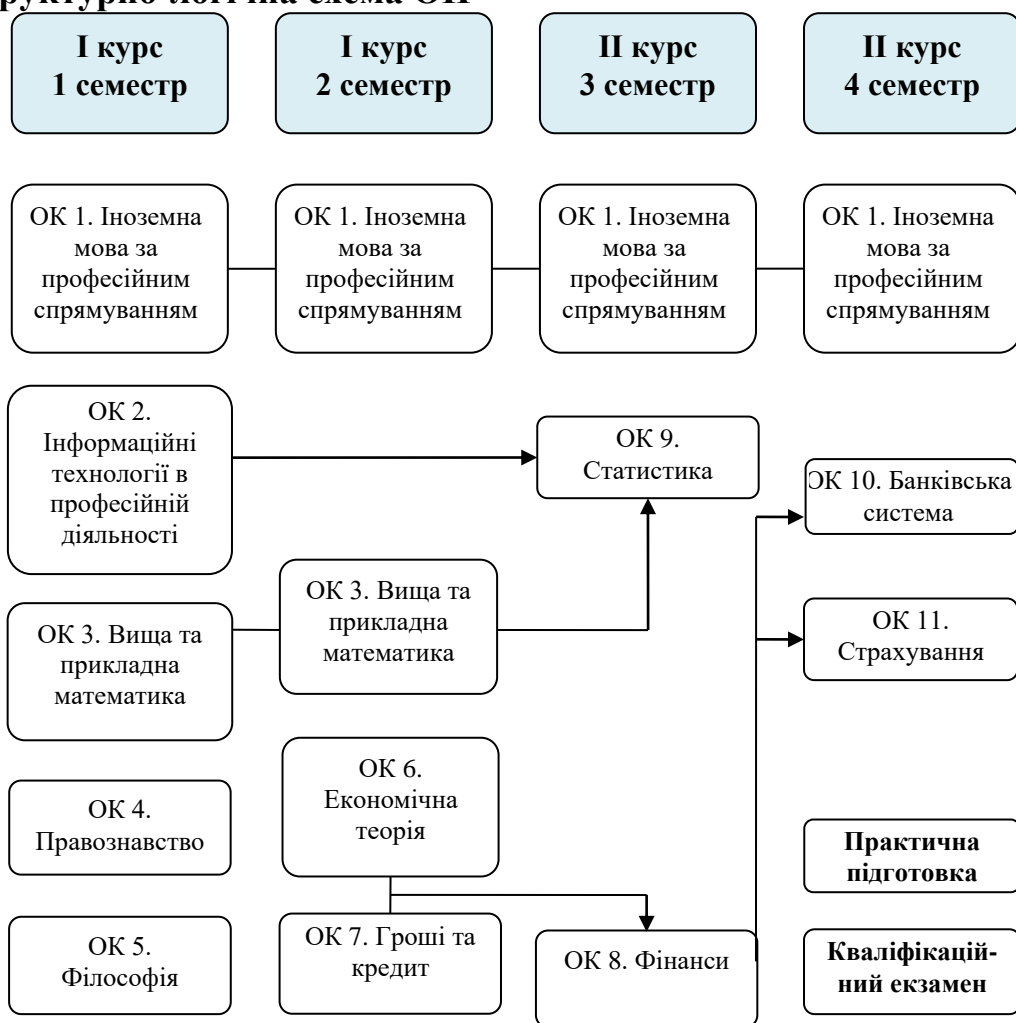 Структурно-логічна схема ОП
І курс
1 семестр
І курс
2 семестр
ІІ курс
3 семестр
ІІ курс
4 семестр
ОК 1. Іноземна
мова за
професійним
спрямуванням
ОК 1. Іноземна
мова за
професійним
спрямуванням
ОК 1. Іноземна
мова за
професійним
спрямуванням
ОК 1. Іноземна
мова за
професійним
спрямуванням
ОК 2.
Інформаційні
технології в
професійній
діяльності
ОК 9.
Статистика
ОК 10. Банківська
система
ОК 3. Вища та
прикладна
математика
ОК 3. Вища та
прикладна
математика
ОК 11.
Страхування
ОК 4.
Правознавство
ОК 6.
Економічна
теорія
Практична
підготовка
ОК 5.
Філософія
ОК 7. Гроші та
кредит
ОК 8. Фінанси
Кваліфікацій-
ний екзамен